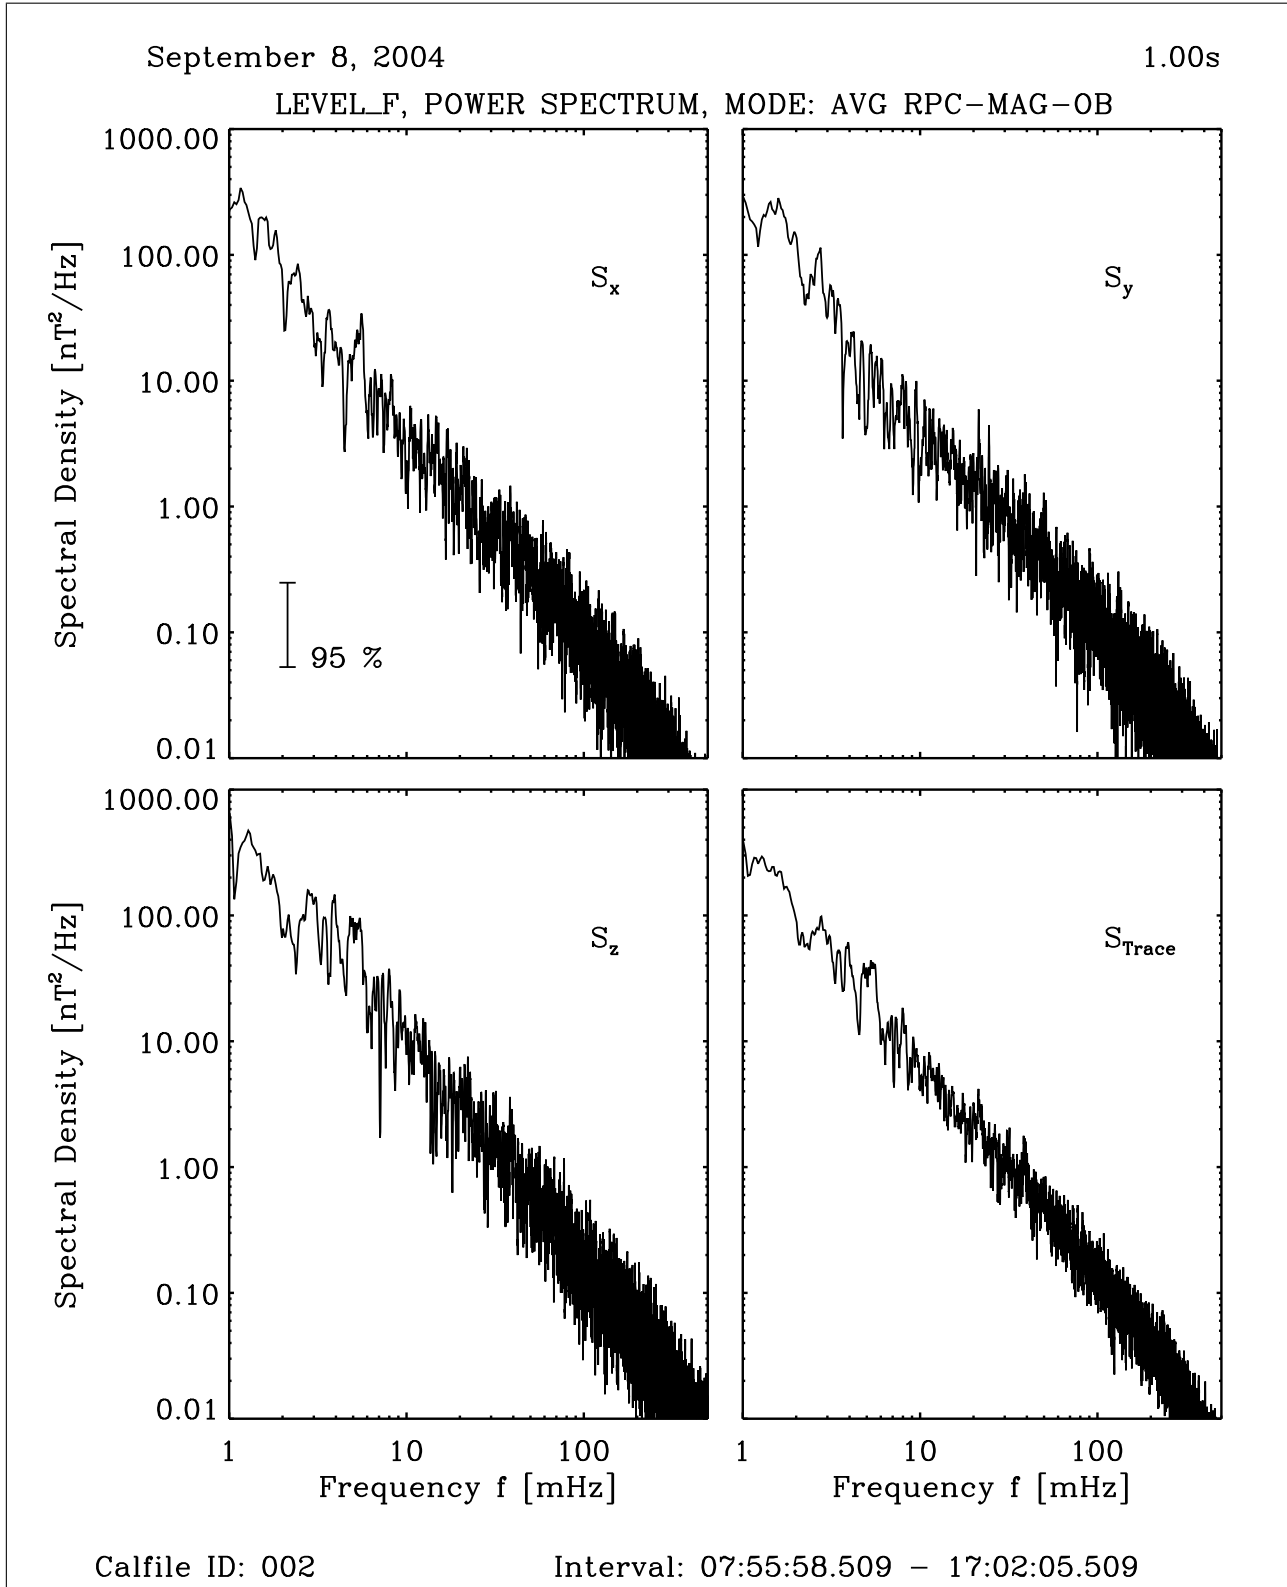 September 8, 2004 1.00s
LEVEL_F, POWER SPECTRUM, MODE: AVG RPC-MAG-OB
1000.00
100.00
10.00
1.00
0.10
0.01
Spectral Density [nT²/Hz]
Sx
95 %
Sy
1000.00
100.00
10.00
1.00
0.10
0.01
Spectral Density [nT²/Hz]
Sz
STrace
1 10 100 1 10 100
Frequency f [mHz] Frequency f [mHz]
Calfile ID: 002 Interval: 07:55:58.509 – 17:02:05.509